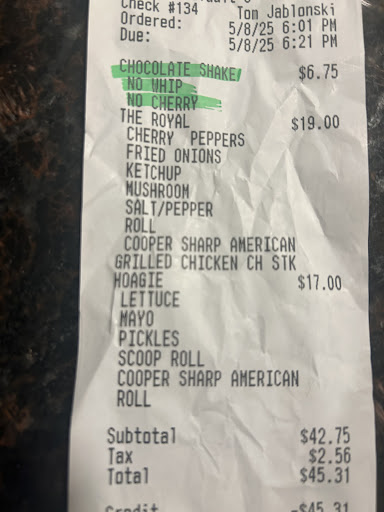 Check #134 Tom Jablonski
Ordered: 5/8/25 6:01 PM
Due: 5/8/25 6:21 PM
CHOCOLATE SHAKE $6.75
NO WHIP
NO CHERRY
THE ROYAL $19.00
CHERRY PEPPERS
FRIED ONIONS
KETCHUP
MUSHROOM
SALT/PEPPER
ROLL
COOPER SHARP AMERICAN
GRILLED CHICKEN CH STK
HOAGIE $17.00
LETTUCE
MAYO
PICKLES
SCOOP ROLL
COOPER SHARP AMERICAN
ROLL
Subtotal $42.75
Tax $2.56
Total $45.31
Credit -$45.31